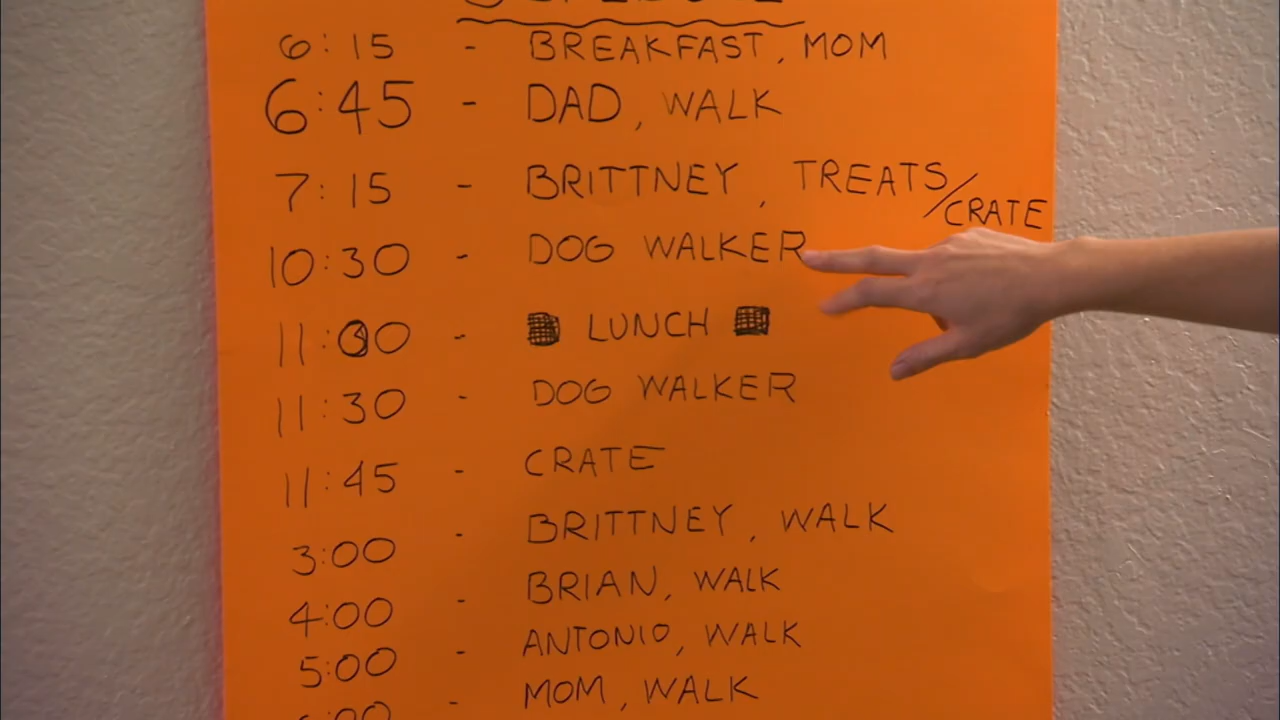 6:15 - BREAKFAST, MOM
6:45 - DAD, WALK
7:15 - BRITTNEY, TREATS/CRATE
10:30 - DOG WALKER
11:00 - LUNCH
11:30 - DOG WALKER
11:45 - CRATE
3:00 - BRITTNEY, WALK
4:00 - BRIAN, WALK
5:00 - ANTONIO, WALK
- MOM, WALK